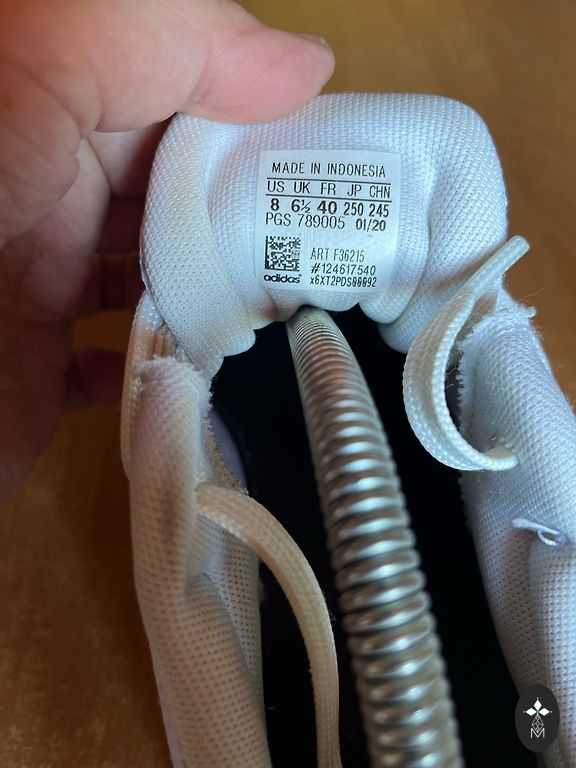 MADE IN INDONESIA
US UK FR JP CHN
8 6½ 40 250 245
PGS 789005 01/20
ART F36215
#124617540
adidas x6XT2PDS00092
M